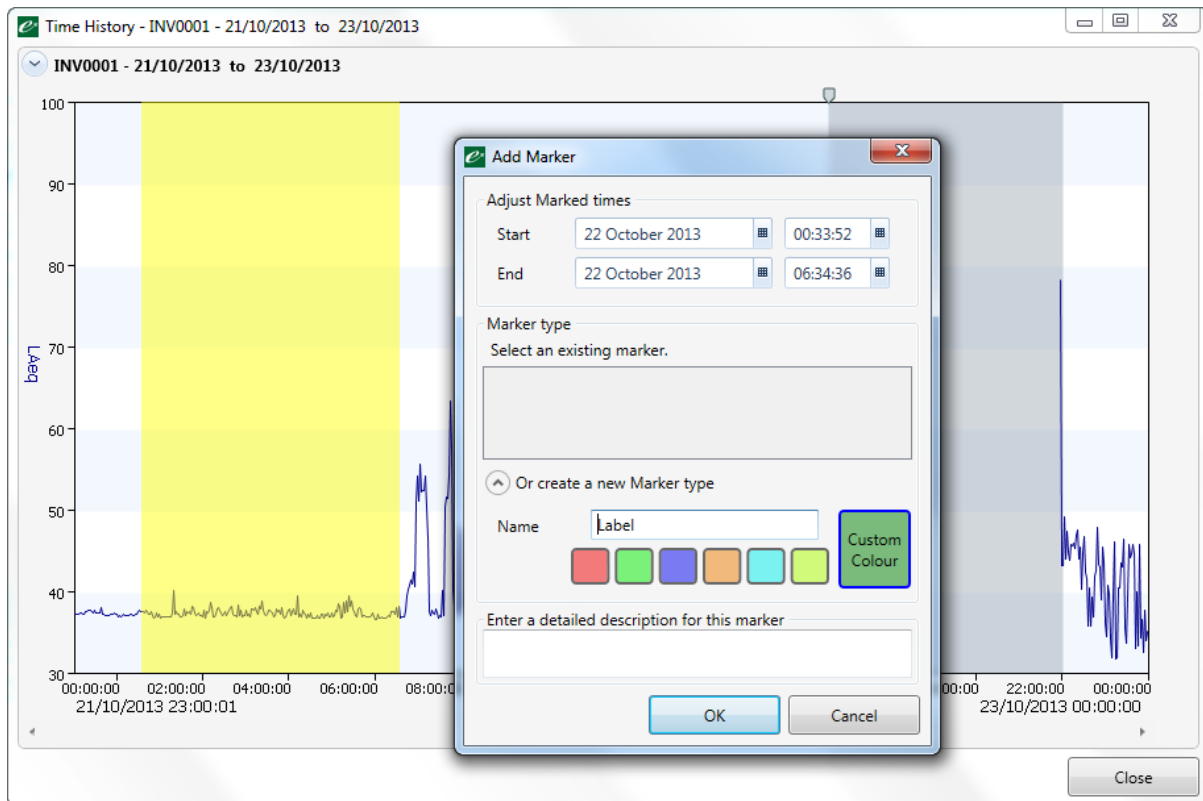 Time History - INV0001 - 21/10/2013 to 23/10/2013
INV0001 - 21/10/2013 to 23/10/2013
100
90
80
70
60
50
40
30
LAeq
Add Marker
Adjust Marked times
Start 22 October 2013 00:33:52
End 22 October 2013 06:34:36
Marker type
Select an existing marker.
Or create a new Marker type
Name Label
Custom
Colour
Enter a detailed description for this marker
OK Cancel
00:00:00 02:00:00 04:00:00 06:00:00 08:00:0 00:00 22:00:00 00:00:00
21/10/2013 23:00:01 23/10/2013 00:00:00
Close